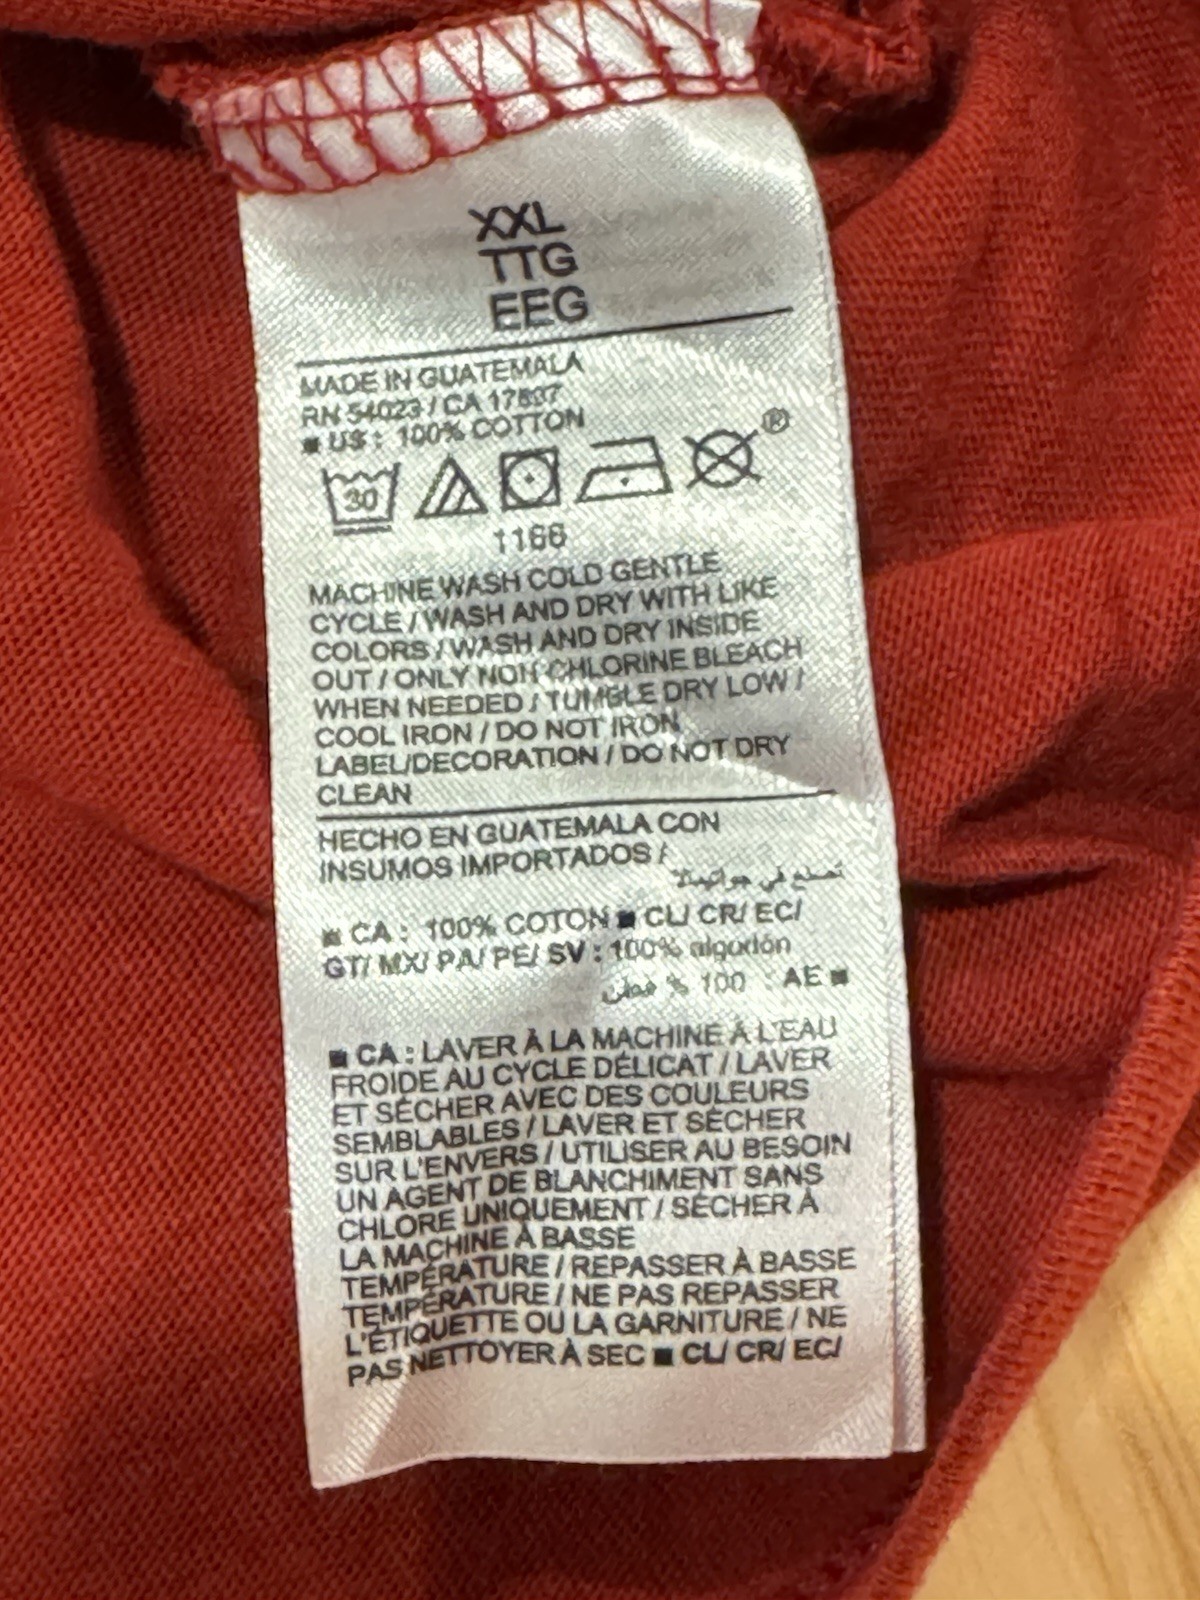 XXL
TTG
EEG
MADE IN GUATEMALA
RN 54023 / CA 17897
■ US : 100% COTTON
®
30
1166
MACHINE WASH COLD GENTLE
CYCLE / WASH AND DRY WITH LIKE
COLORS / WASH AND DRY INSIDE
OUT / ONLY NON-CHLORINE BLEACH
WHEN NEEDED / TUMBLE DRY LOW /
COOL IRON / DO NOT IRON
LABEL/DECORATION / DO NOT DRY
CLEAN
HECHO EN GUATEMALA CON
INSUMOS IMPORTADOS /
تصنع في جواتيمالا
■ CA : 100% COTON ■ CL/ CR/ EC/
GT/ MX/ PA/ PE/ SV : 100% algodón
■ AE : 100 % قطن
■ CA : LAVER À LA MACHINE À L'EAU
FROIDE AU CYCLE DÉLICAT / LAVER
ET SÉCHER AVEC DES COULEURS
SEMBLABLES / LAVER ET SÉCHER
SUR L'ENVERS / UTILISER AU BESOIN
UN AGENT DE BLANCHIMENT SANS
CHLORE UNIQUEMENT / SÉCHER À
LA MACHINE À BASSE
TEMPÉRATURE / REPASSER À BASSE
TEMPÉRATURE / NE PAS REPASSER
L'ÉTIQUETTE OU LA GARNITURE / NE
PAS NETTOYER À SEC ■ CL/ CR/ EC/